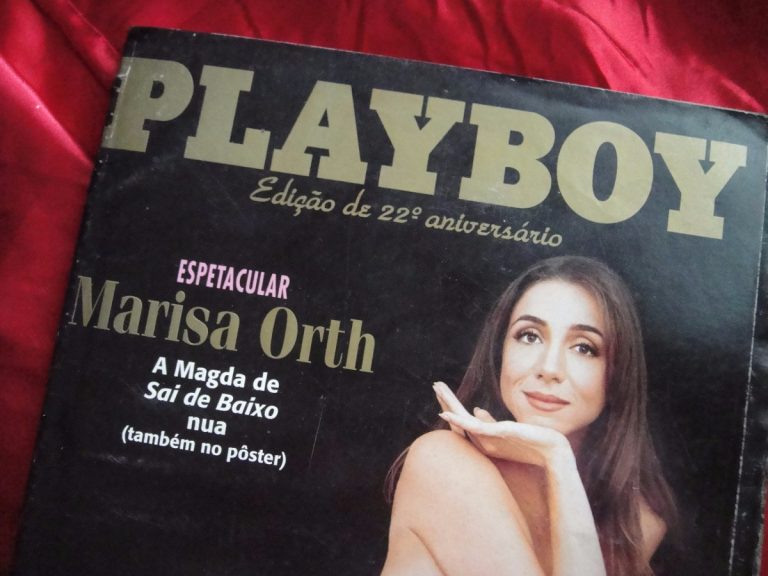 PLAYBOY
Edição de 22º aniversário
ESPETACULAR
Marisa Orth
A Magda de
Sai de Baixo
nua
(também no pôster)